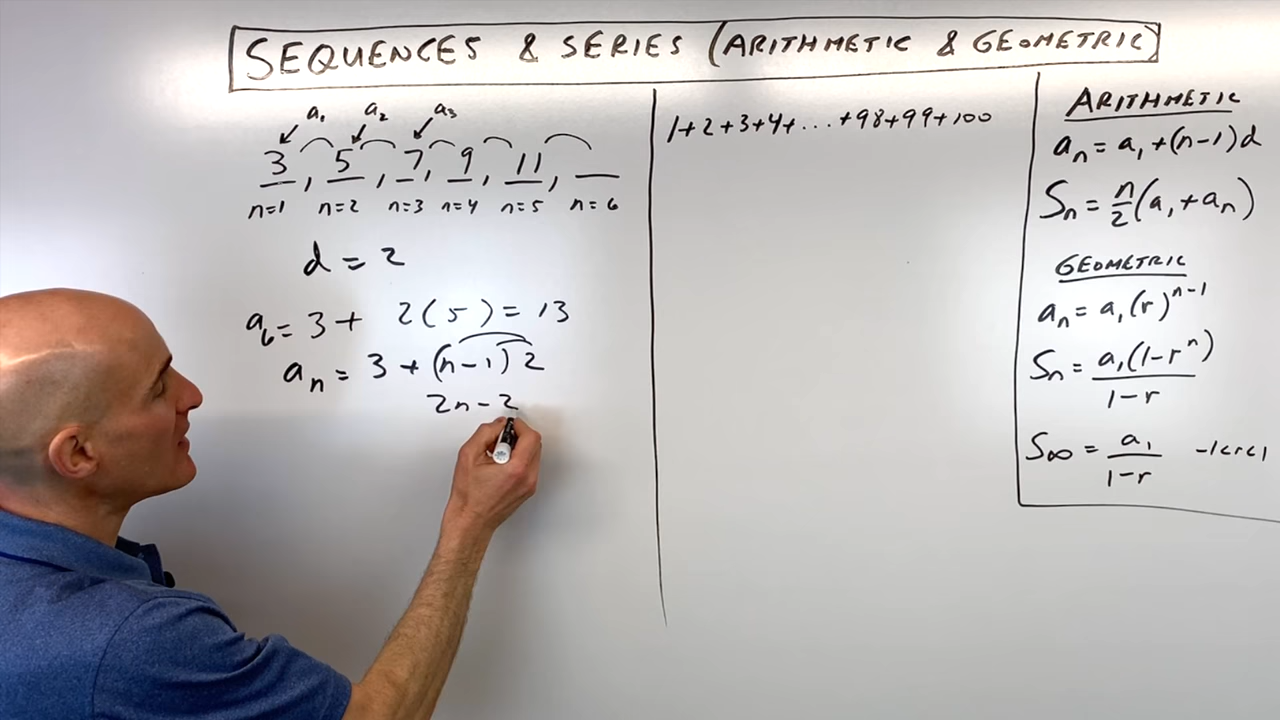 SEQUENCES & SERIES (ARITHMETIC & GEOMETRIC)
a₁ a₂ a₃
3, 5, 7, 9, 11, __
n=1 n=2 n=3 n=4 n=5 n=6
d = 2
a₆ = 3 + 2(5) = 13
aₙ = 3 + (n-1)2
2n - 2
1+2+3+4+...+98+99+100
ARITHMETIC
aₙ = a₁ + (n-1)d
Sₙ = n/2 (a₁ + aₙ)
GEOMETRIC
aₙ = a₁(r)ⁿ⁻¹
Sₙ = a₁(1-rⁿ)/1-r
S∞ = a₁/1-r -1<r<1